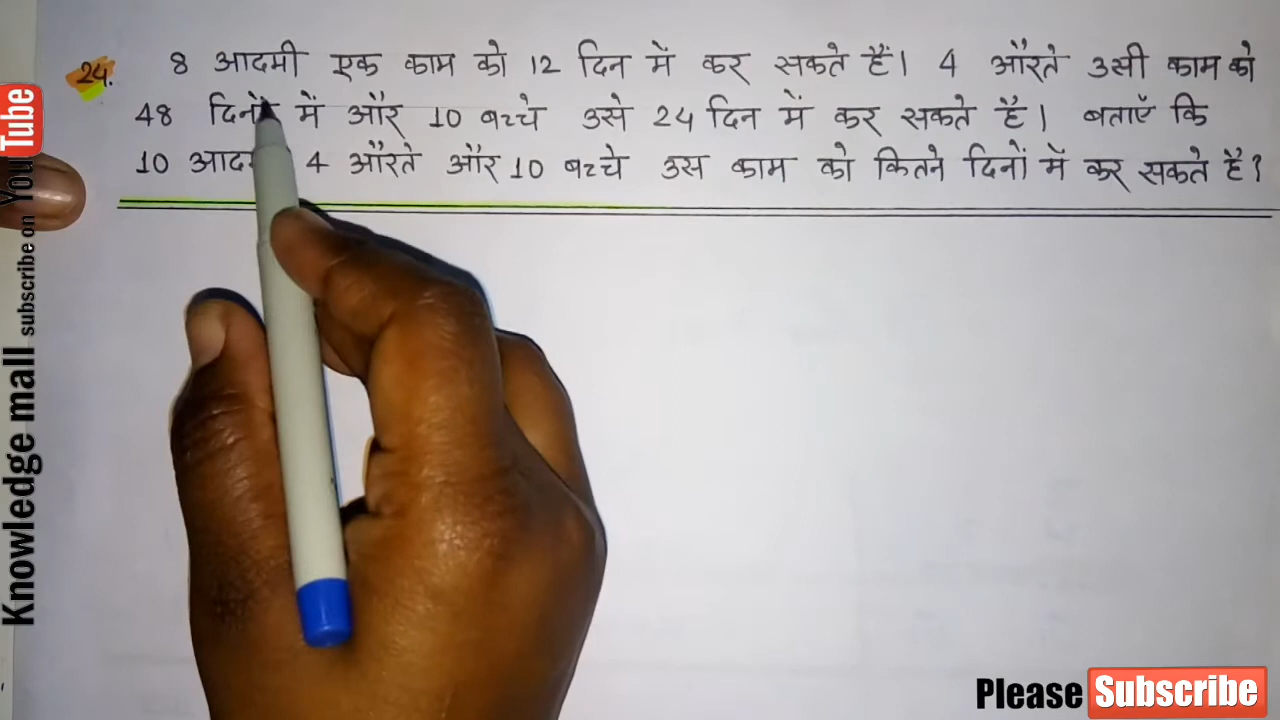 24. 8 आदमी एक काम को 12 दिन में कर सकते हैं। 4 औरते उसी काम को
48 दिनों में और 10 बच्चे उसे 24 दिन में कर सकते है। बताएँ कि
10 4 औरते और 10 बच्चे उस काम को कितने दिनों में कर सकते है?
Knowledge mall subscribe on YouTube
Please Subscribe